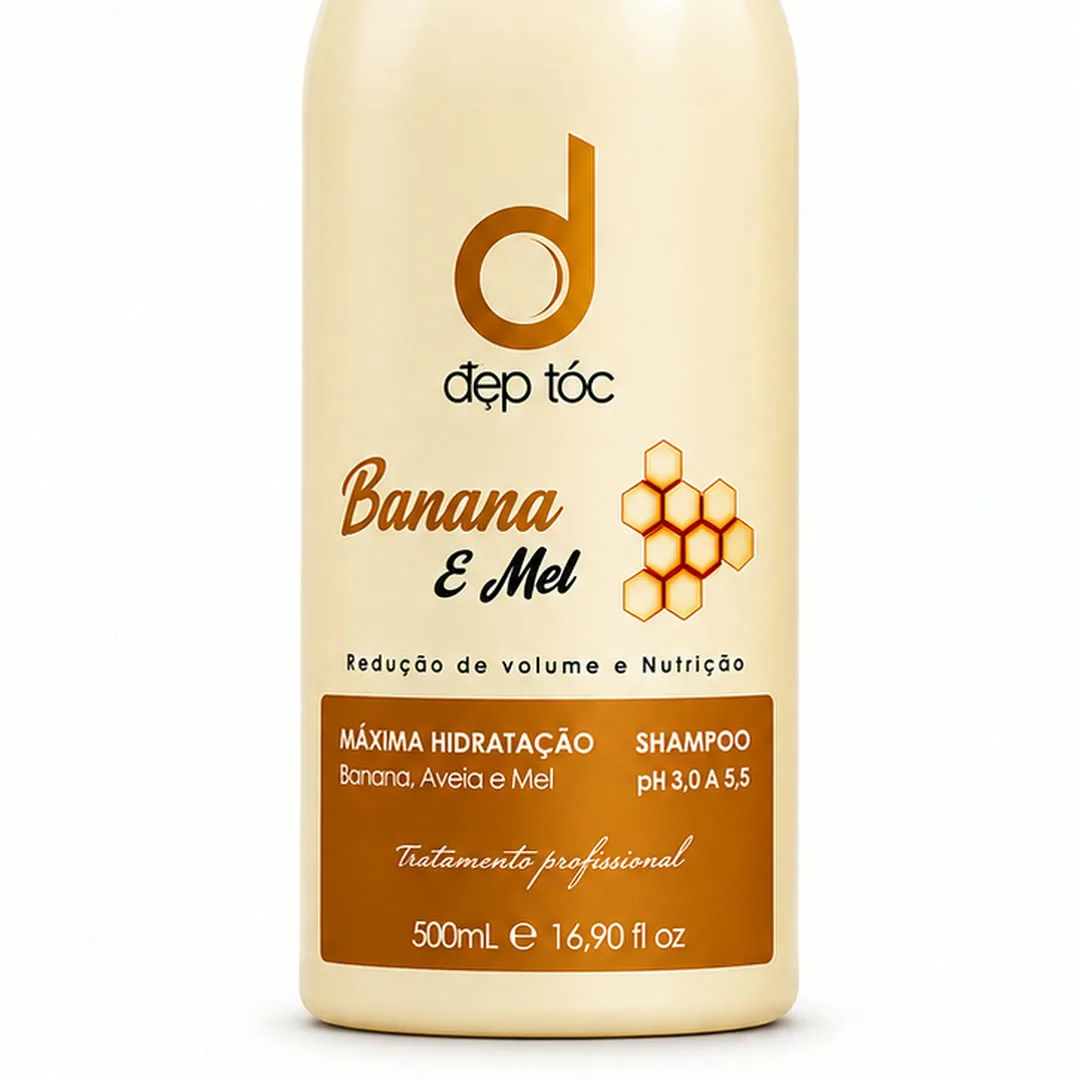 đẹp tóc
Banana
E Mel
Redução de volume e Nutrição
MÁXIMA HIDRATAÇÃO SHAMPOO
Banana, Aveia e Mel pH 3,0 A 5,5
Tratamento profissional
500mL ℮ 16,90 fl oz